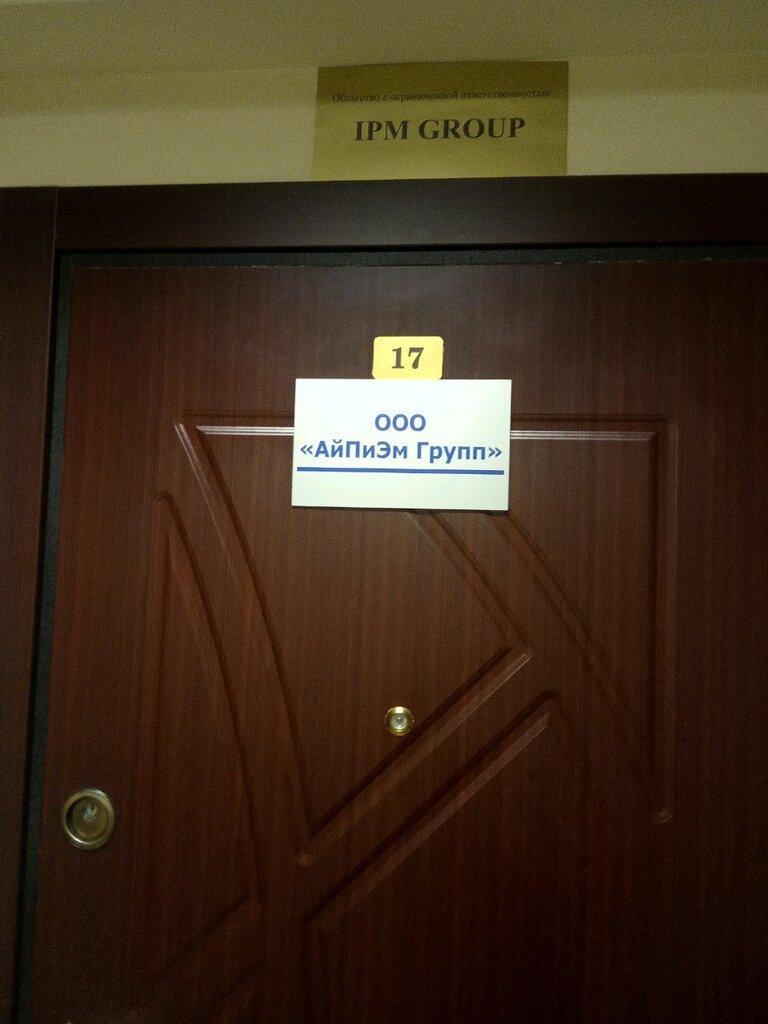 Общество с ограниченной ответственностью
IPM GROUP
17
ООО
«АйПиЭм Групп»